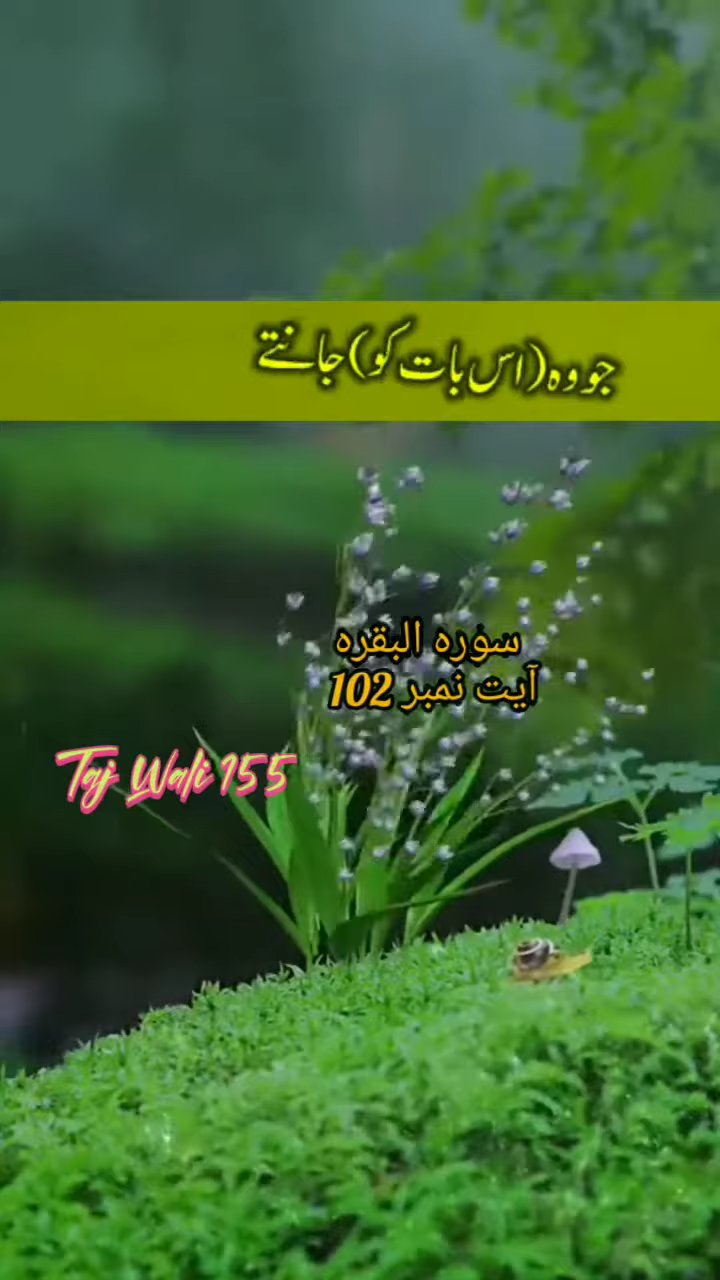 جو وہ (اس بات کو) جانتے
سورہ البقرہ
آیت نمبر 102
Taj Wali 155